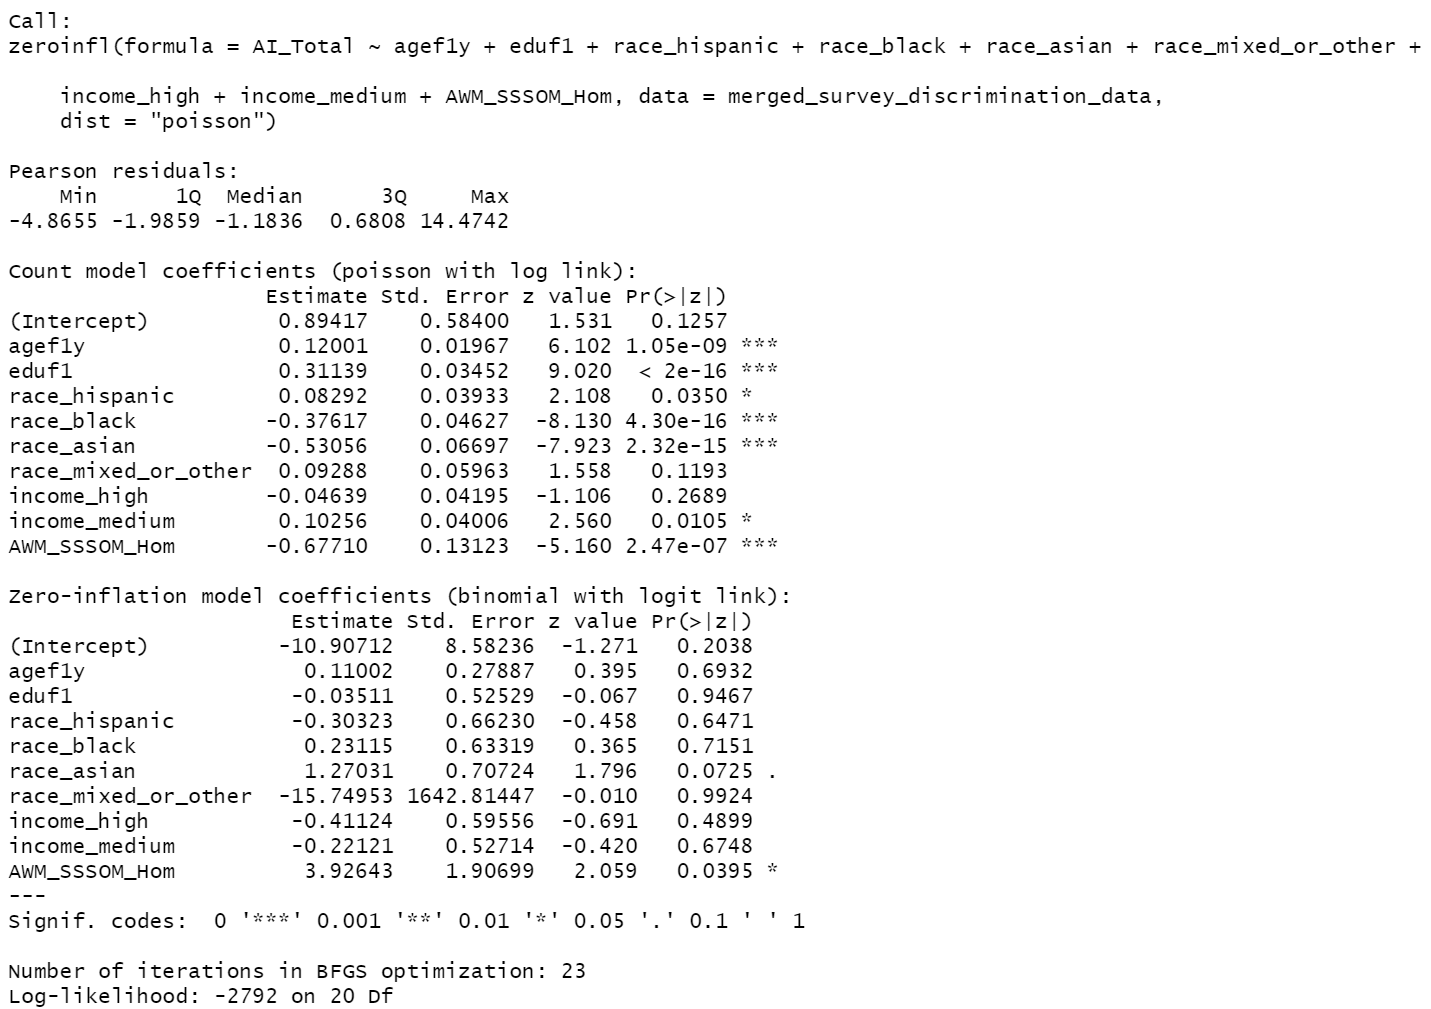 Call:
zeroinfl(formula = AI_Total ~ agef1y + eduf1 + race_hispanic + race_black + race_asian + race_mixed_or_other +
    income_high + income_medium + AWM_SSSOM_Hom, data = merged_survey_discrimination_data,
    dist = "poisson")
Pearson residuals:
    Min      1Q  Median      3Q     Max
-4.8655 -1.9859 -1.1836  0.6808 14.4742
Count model coefficients (poisson with log link):
                    Estimate Std. Error z value Pr(>|z|)
(Intercept)          0.89417    0.58400   1.531   0.1257
agef1y               0.12001    0.01967   6.102 1.05e-09 ***
eduf1                0.31139    0.03452   9.020  < 2e-16 ***
race_hispanic        0.08292    0.03933   2.108   0.0350 *
race_black          -0.37617    0.04627  -8.130 4.30e-16 ***
race_asian          -0.53056    0.06697  -7.923 2.32e-15 ***
race_mixed_or_other  0.09288    0.05963   1.558   0.1193
income_high         -0.04639    0.04195  -1.106   0.2689
income_medium        0.10256    0.04006   2.560   0.0105 *
AWM_SSSOM_Hom       -0.67710    0.13123  -5.160 2.47e-07 ***
Zero-inflation model coefficients (binomial with logit link):
                      Estimate Std. Error z value Pr(>|z|)
(Intercept)          -10.90712    8.58236  -1.271   0.2038
agef1y                 0.11002    0.27887   0.395   0.6932
eduf1                 -0.03511    0.52529  -0.067   0.9467
race_hispanic         -0.30323    0.66230  -0.458   0.6471
race_black             0.23115    0.63319   0.365   0.7151
race_asian             1.27031    0.70724   1.796   0.0725 .
race_mixed_or_other  -15.74953 1642.81447  -0.010   0.9924
income_high           -0.41124    0.59556  -0.691   0.4899
income_medium         -0.22121    0.52714  -0.420   0.6748
AWM_SSSOM_Hom          3.92643    1.90699   2.059   0.0395 *
---
Signif. codes:  0 '***' 0.001 '**' 0.01 '*' 0.05 '.' 0.1 ' ' 1
Number of iterations in BFGS optimization: 23
Log-likelihood: -2792 on 20 Df